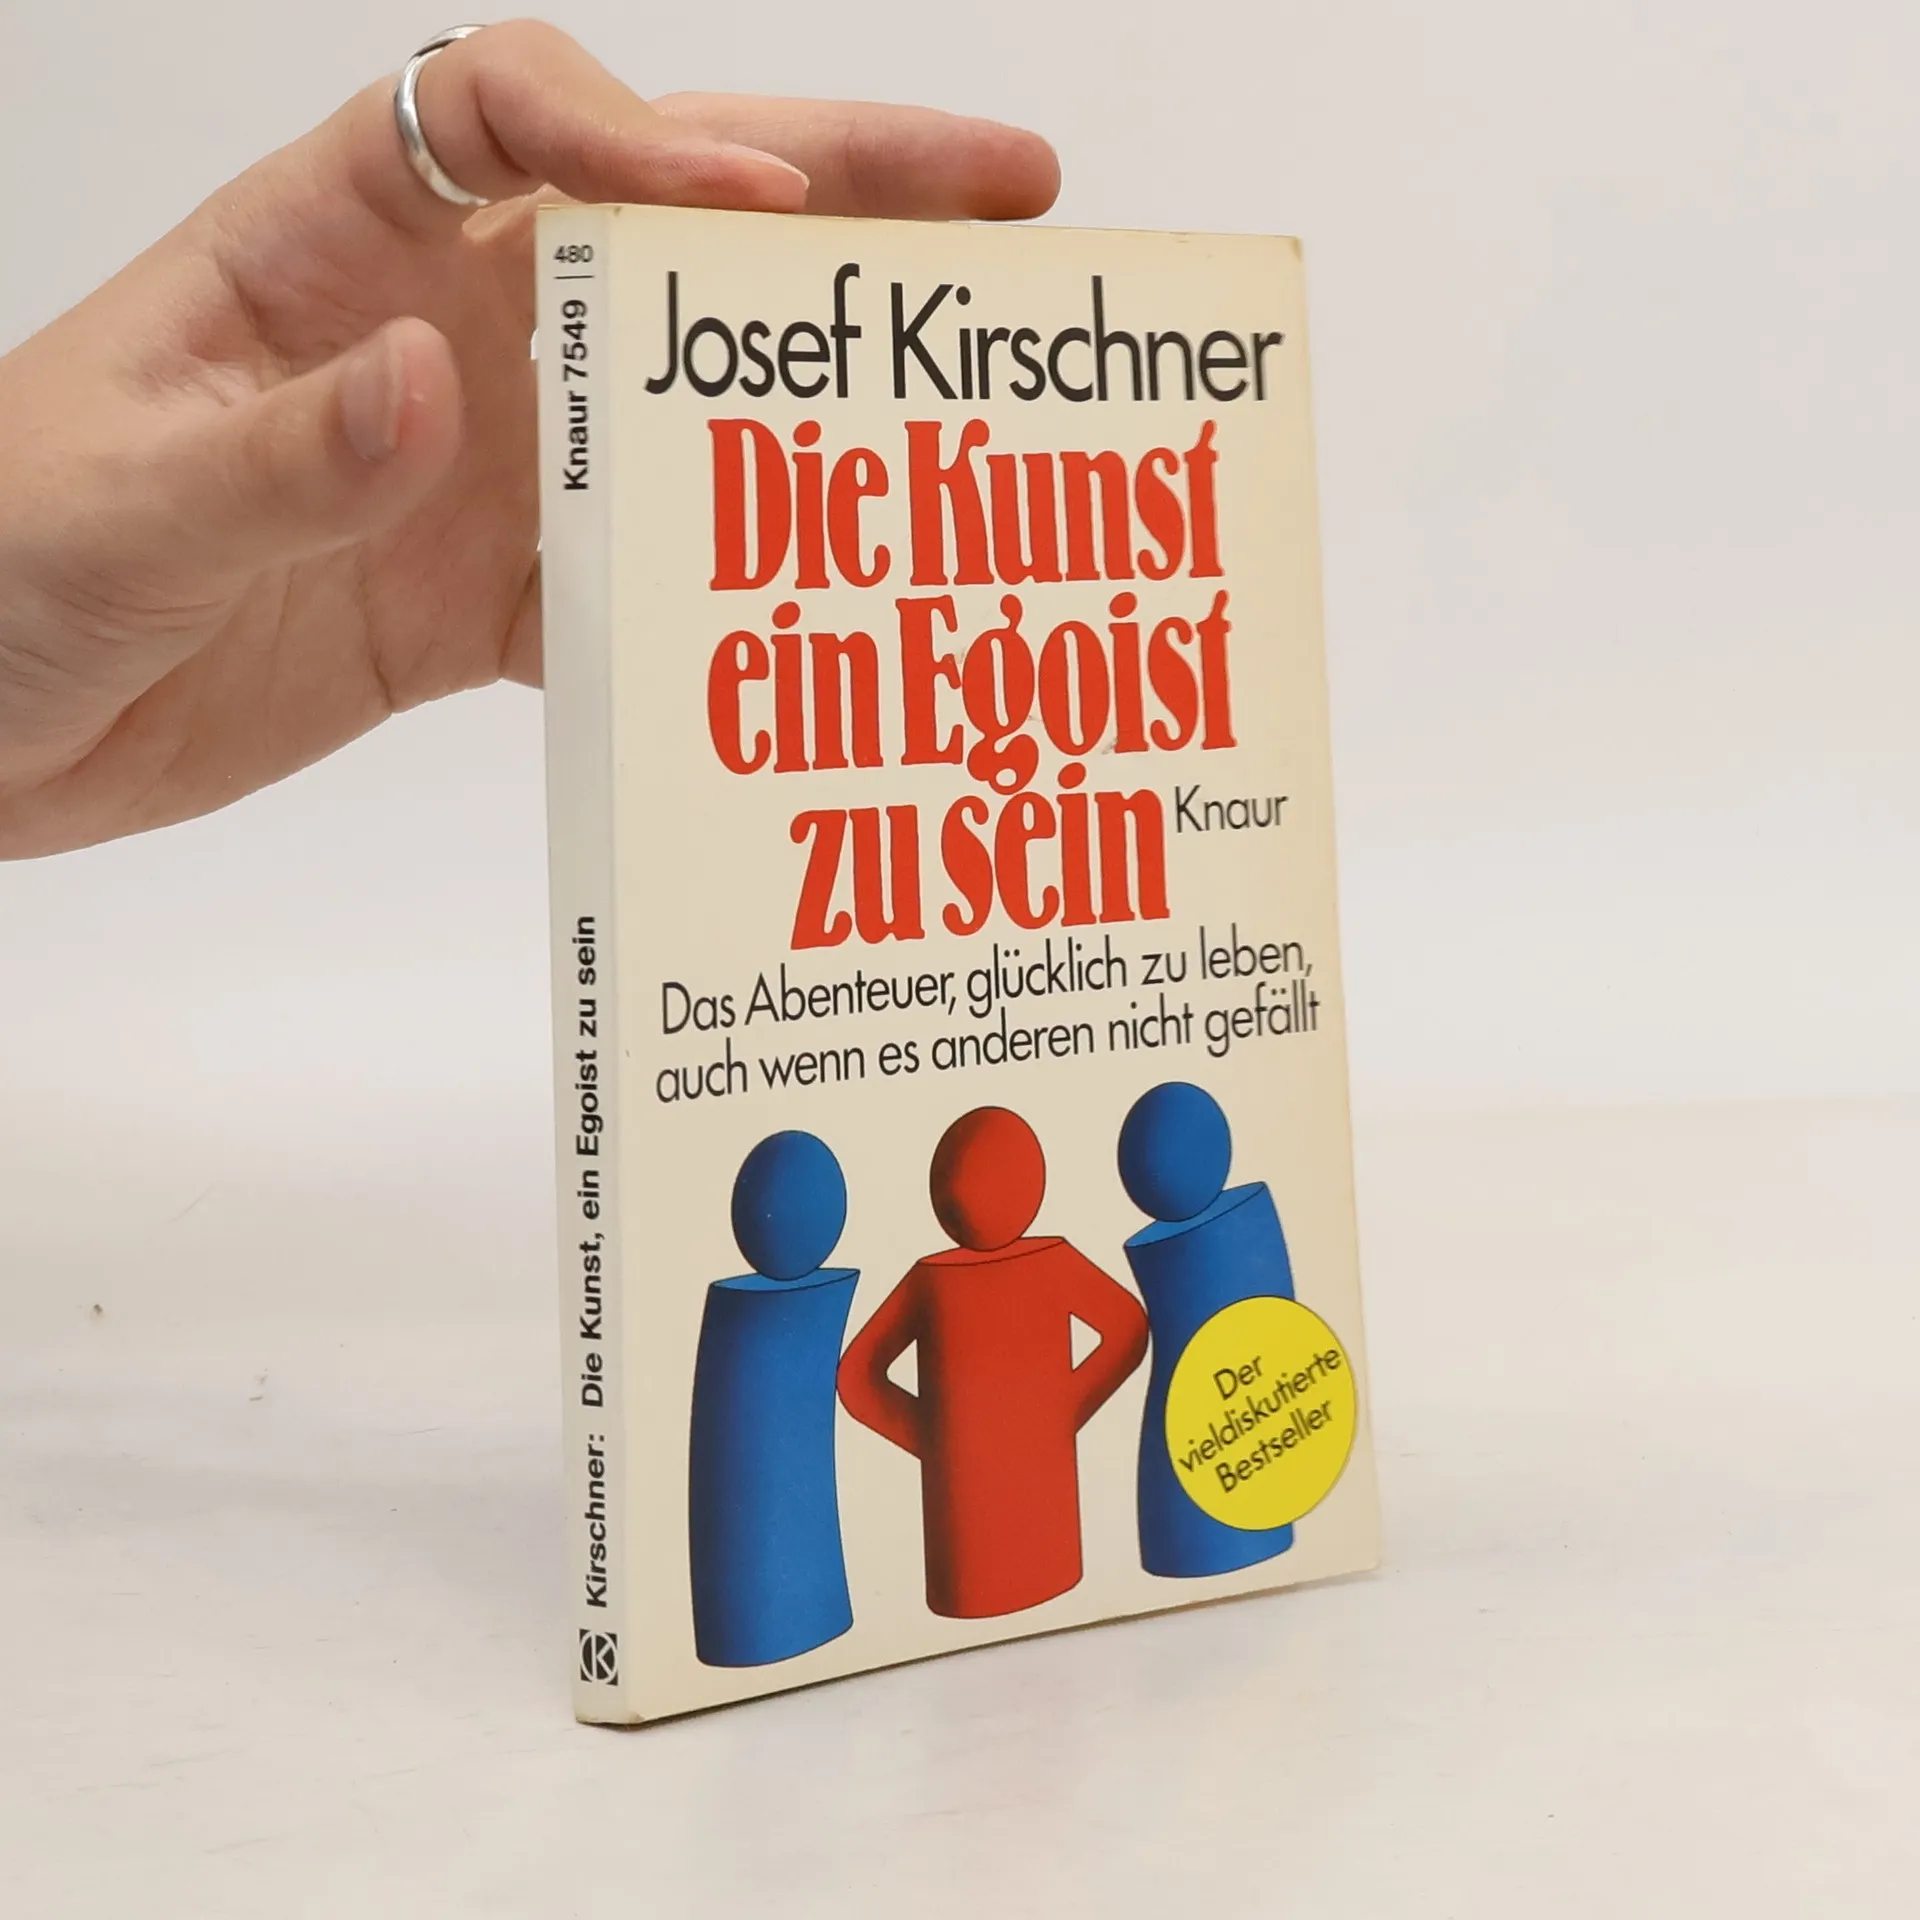 480
Knaur 7549
Kirschner: Die Kunst, ein Egoist zu sein
K
Josef Kirschner
Die Kunst
ein Egoist
zu sein
Knaur
Das Abenteuer, glücklich zu leben,
auch wenn es anderen nicht gefällt
Der
vieldiskutierte
Bestseller